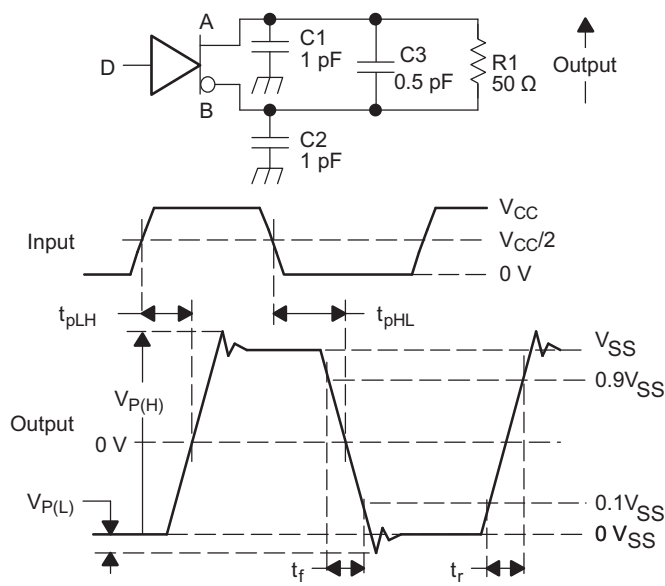 A
D
B
C1
1 pF
C3
0.5 pF
R1
50 Ω
Output
C2
1 pF
Input
VCC
VCC/2
0 V
tpLH
tpHL
VP(H)
Output
0 V
VP(L)
VSS
0.9VSS
0.1VSS
0 VSS
tf
tr